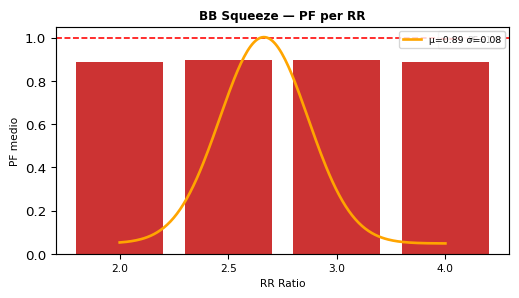 BB Squeeze — PF per RR
μ=0.89 σ=0.08
PF medio
1.0
0.8
0.6
0.4
0.2
0.0
2.0 2.5 3.0 4.0
RR Ratio